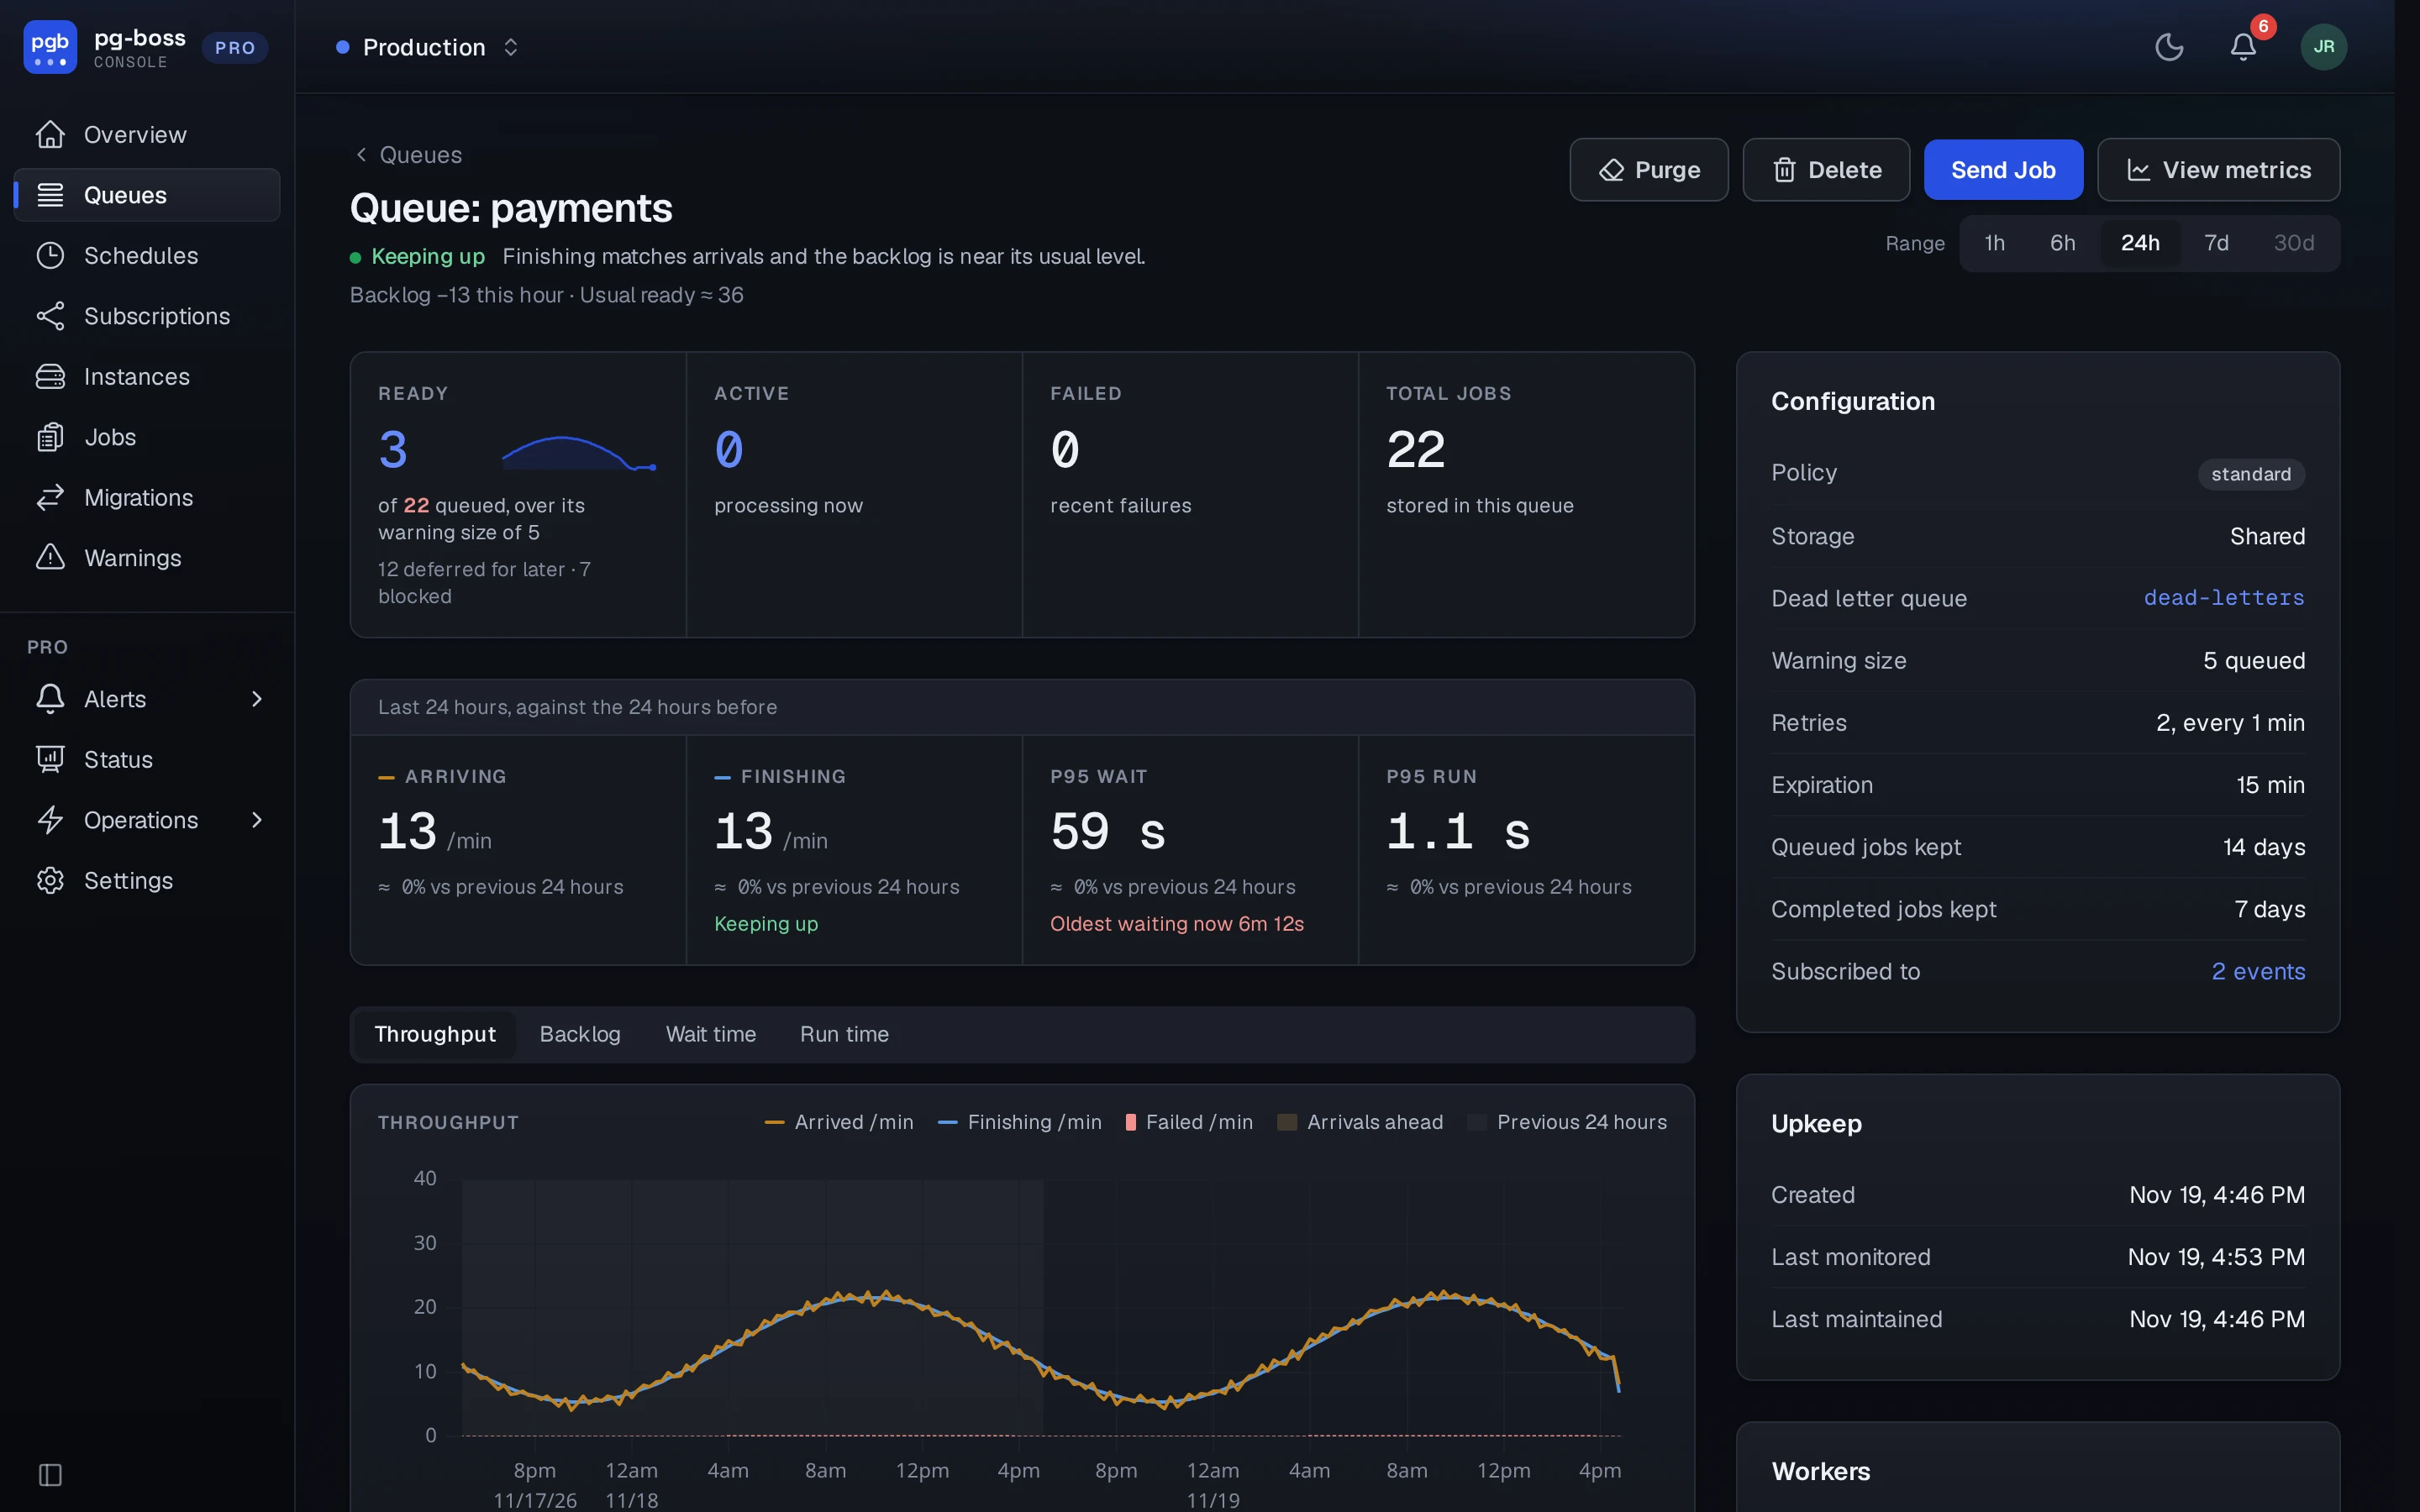 pgb
pg-boss
CONSOLE
PRO
Production
6
JR
Overview
Queues
Schedules
Subscriptions
Instances
Jobs
Migrations
Warnings
PRO
Alerts
Status
Operations
Settings
Queues
Queue: payments
Keeping up Finishing matches arrivals and the backlog is near its usual level.
Backlog −13 this hour · Usual ready ≈ 36
Purge
Delete
Send Job
View metrics
Range 1h 6h 24h 7d 30d
READY
3
of 22 queued, over its
warning size of 5
12 deferred for later · 7
blocked
ACTIVE
0
processing now
FAILED
0
recent failures
TOTAL JOBS
22
stored in this queue
Last 24 hours, against the 24 hours before
ARRIVING
13 /min
≈ 0% vs previous 24 hours
FINISHING
13 /min
≈ 0% vs previous 24 hours
Keeping up
P95 WAIT
59 s
≈ 0% vs previous 24 hours
Oldest waiting now 6m 12s
P95 RUN
1.1 s
≈ 0% vs previous 24 hours
Throughput Backlog Wait time Run time
THROUGHPUT
Arrived /min Finishing /min Failed /min Arrivals ahead Previous 24 hours
40
30
20
10
0
8pm 12am 4am 8am 12pm 4pm 8pm 12am 4am 8am 12pm 4pm
11/17/26 11/18 11/19
Configuration
Policy standard
Storage Shared
Dead letter queue dead-letters
Warning size 5 queued
Retries 2, every 1 min
Expiration 15 min
Queued jobs kept 14 days
Completed jobs kept 7 days
Subscribed to 2 events
Upkeep
Created Nov 19, 4:46 PM
Last monitored Nov 19, 4:53 PM
Last maintained Nov 19, 4:46 PM
Workers